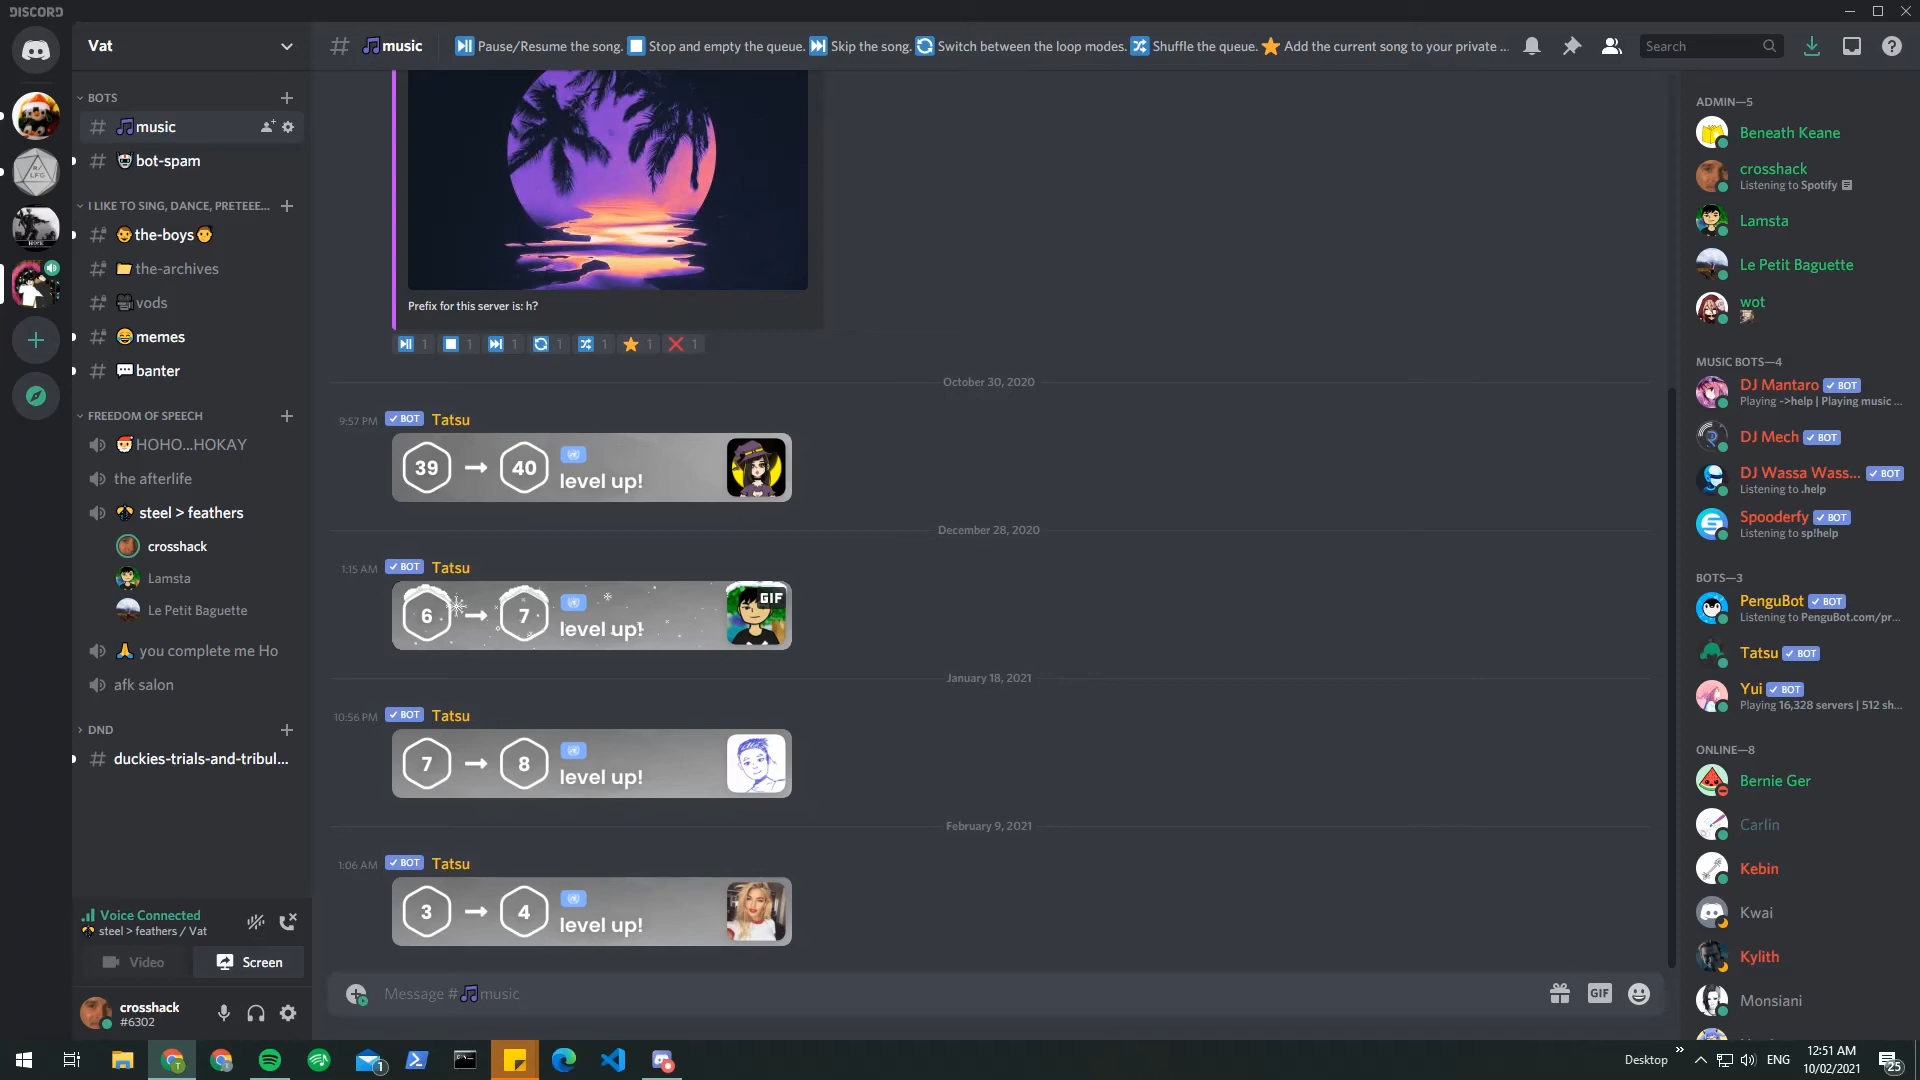 DISCORD
Vat
music
Pause/Resume the song. Stop and empty the queue. Skip the song. Switch between the loop modes. Shuffle the queue. Add the current song to your private ...
Search
BOTS
music
bot-spam
I LIKE TO SING, DANCE, PRETEEE...
the-boys
the-archives
vods
memes
banter
FREEDOM OF SPEECH
HOHO...HOKAY
the afterlife
steel > feathers
crosshack
Lamsta
Le Petit Baguette
you complete me Ho
afk salon
DND
duckies-trials-and-tribul...
Voice Connected
steel > feathers / Vat
Video
Screen
crosshack
#6302
Prefix for this server is: h?
1 1 1 1 1 1 1
October 30, 2020
9:57 PM BOT Tatsu
39 → 40 level up!
December 28, 2020
1:15 AM BOT Tatsu
6 → 7 level up!
GIF
January 18, 2021
10:56 PM BOT Tatsu
7 → 8 level up!
February 9, 2021
1:06 AM BOT Tatsu
3 → 4 level up!
Message # music
GIF
ADMIN—5
Beneath Keane
crosshack
Listening to Spotify
Lamsta
Le Petit Baguette
wot
MUSIC BOTS—4
DJ Mantaro BOT
Playing ->help | Playing music ...
DJ Mech BOT
DJ Wassa Wass... BOT
Listening to .help
Spooderfy BOT
Listening to sp!help
BOTS—3
PenguBot BOT
Listening to PenguBot.com/pr...
Tatsu BOT
Yui BOT
Playing 16,328 servers | 512 sh...
ONLINE—8
Bernie Ger
Carlin
Kebin
Kwai
Kylith
Monsiani
1
Desktop
ENG
12:51 AM
10/02/2021
25